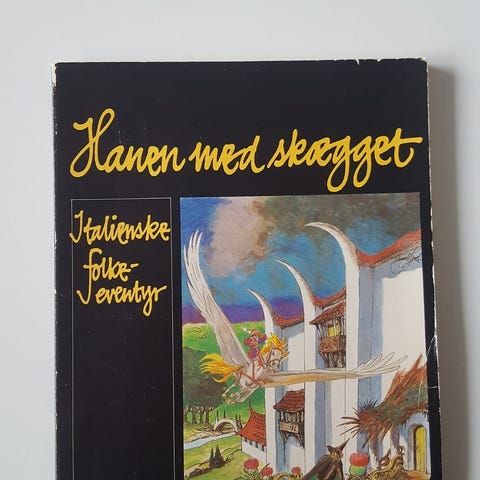 Hanen med skægget
Italienske
folke-
eventyr